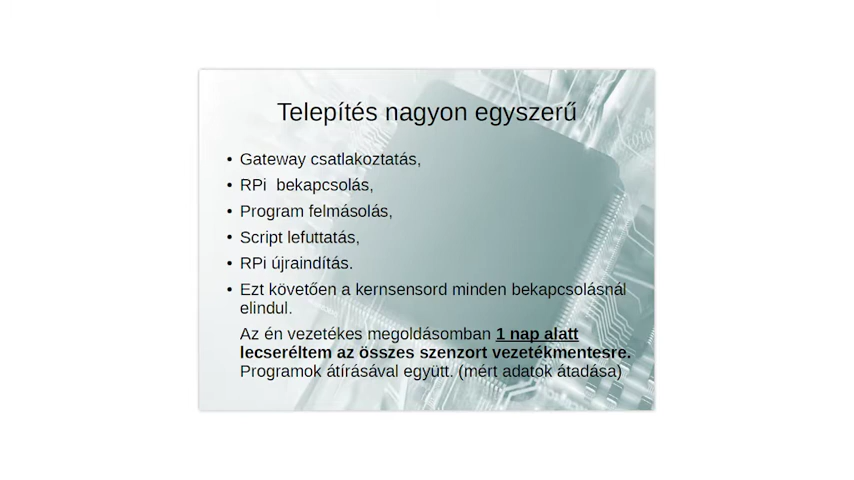 Telepítés nagyon egyszerű
• Gateway csatlakoztatás,
• RPi  bekapcsolás,
• Program felmásolás,
• Script lefuttatás,
• RPi újraindítás.
• Ezt követően a kernsensord minden bekapcsolásnál
elindul.
Az én vezetékes megoldásomban 1 nap alatt
lecseréltem az összes szenzort vezetékmentesre.
Programok átírásával együtt. (mért adatok átadása)